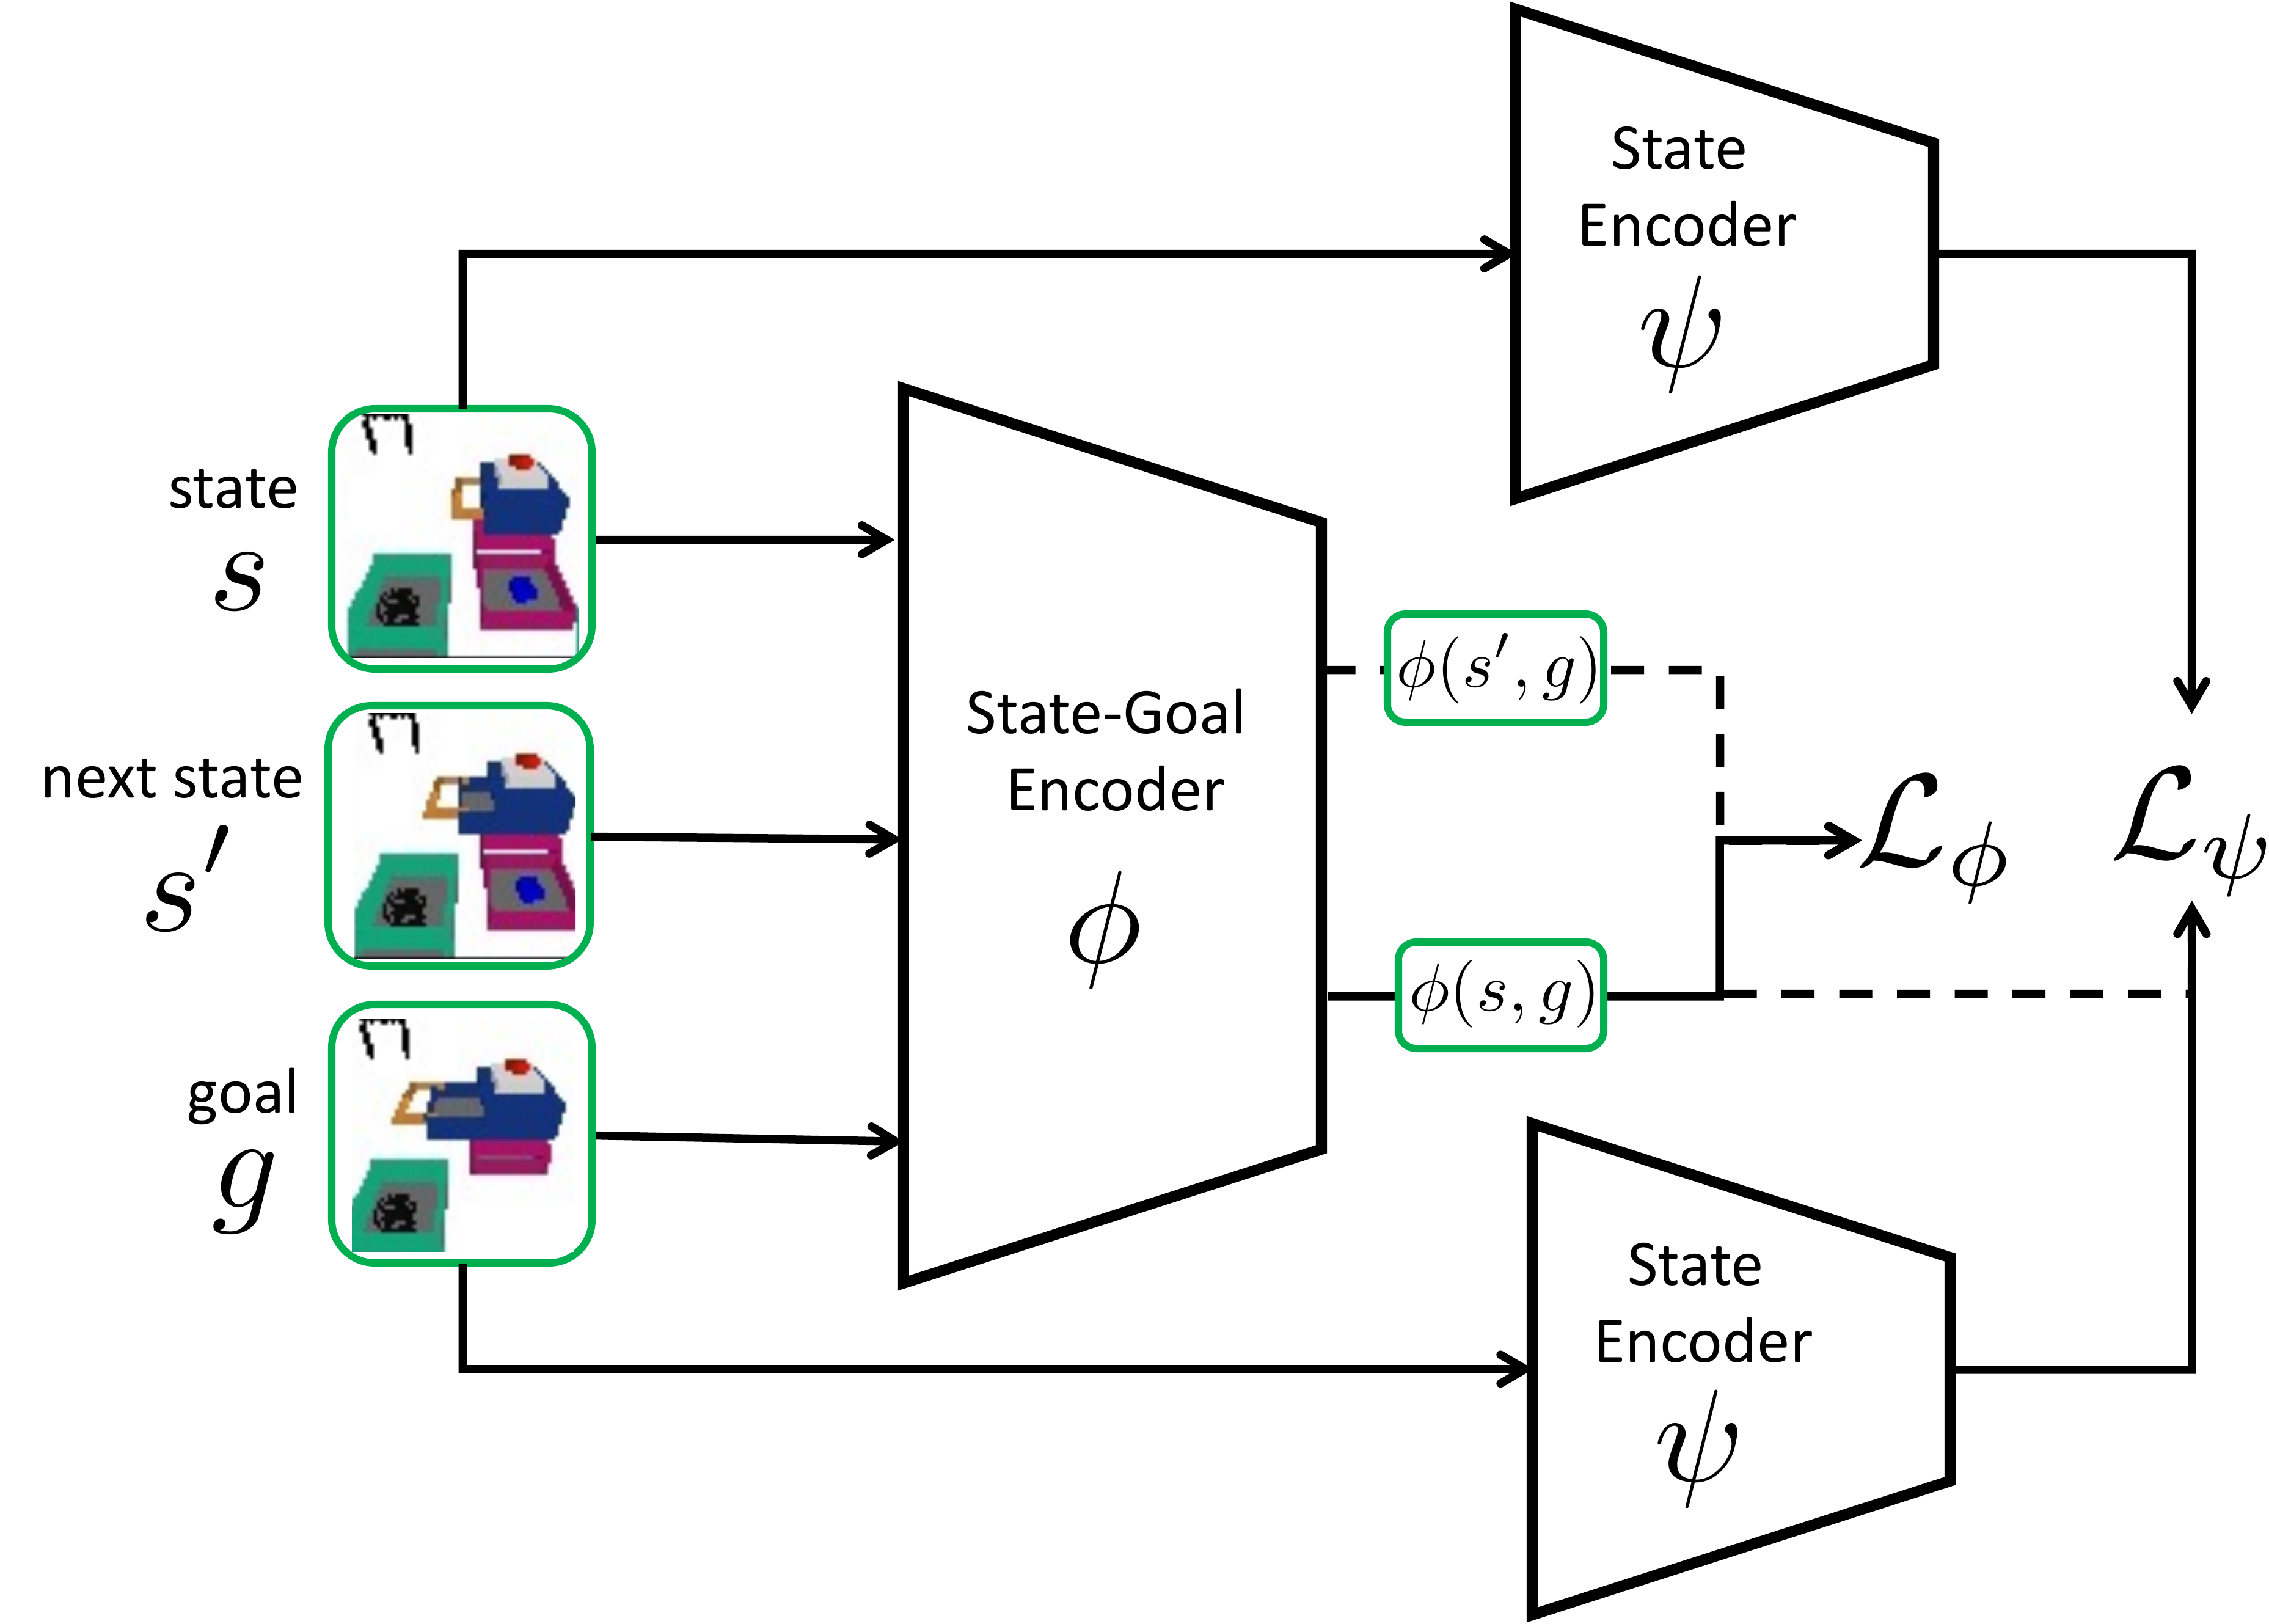 State
Encoder
ψ
state
s
next state
s′
goal
g
State-Goal
Encoder
ϕ
ϕ(s′, g)
ϕ(s, g)
ℒϕ
ℒψ
State
Encoder
ψ